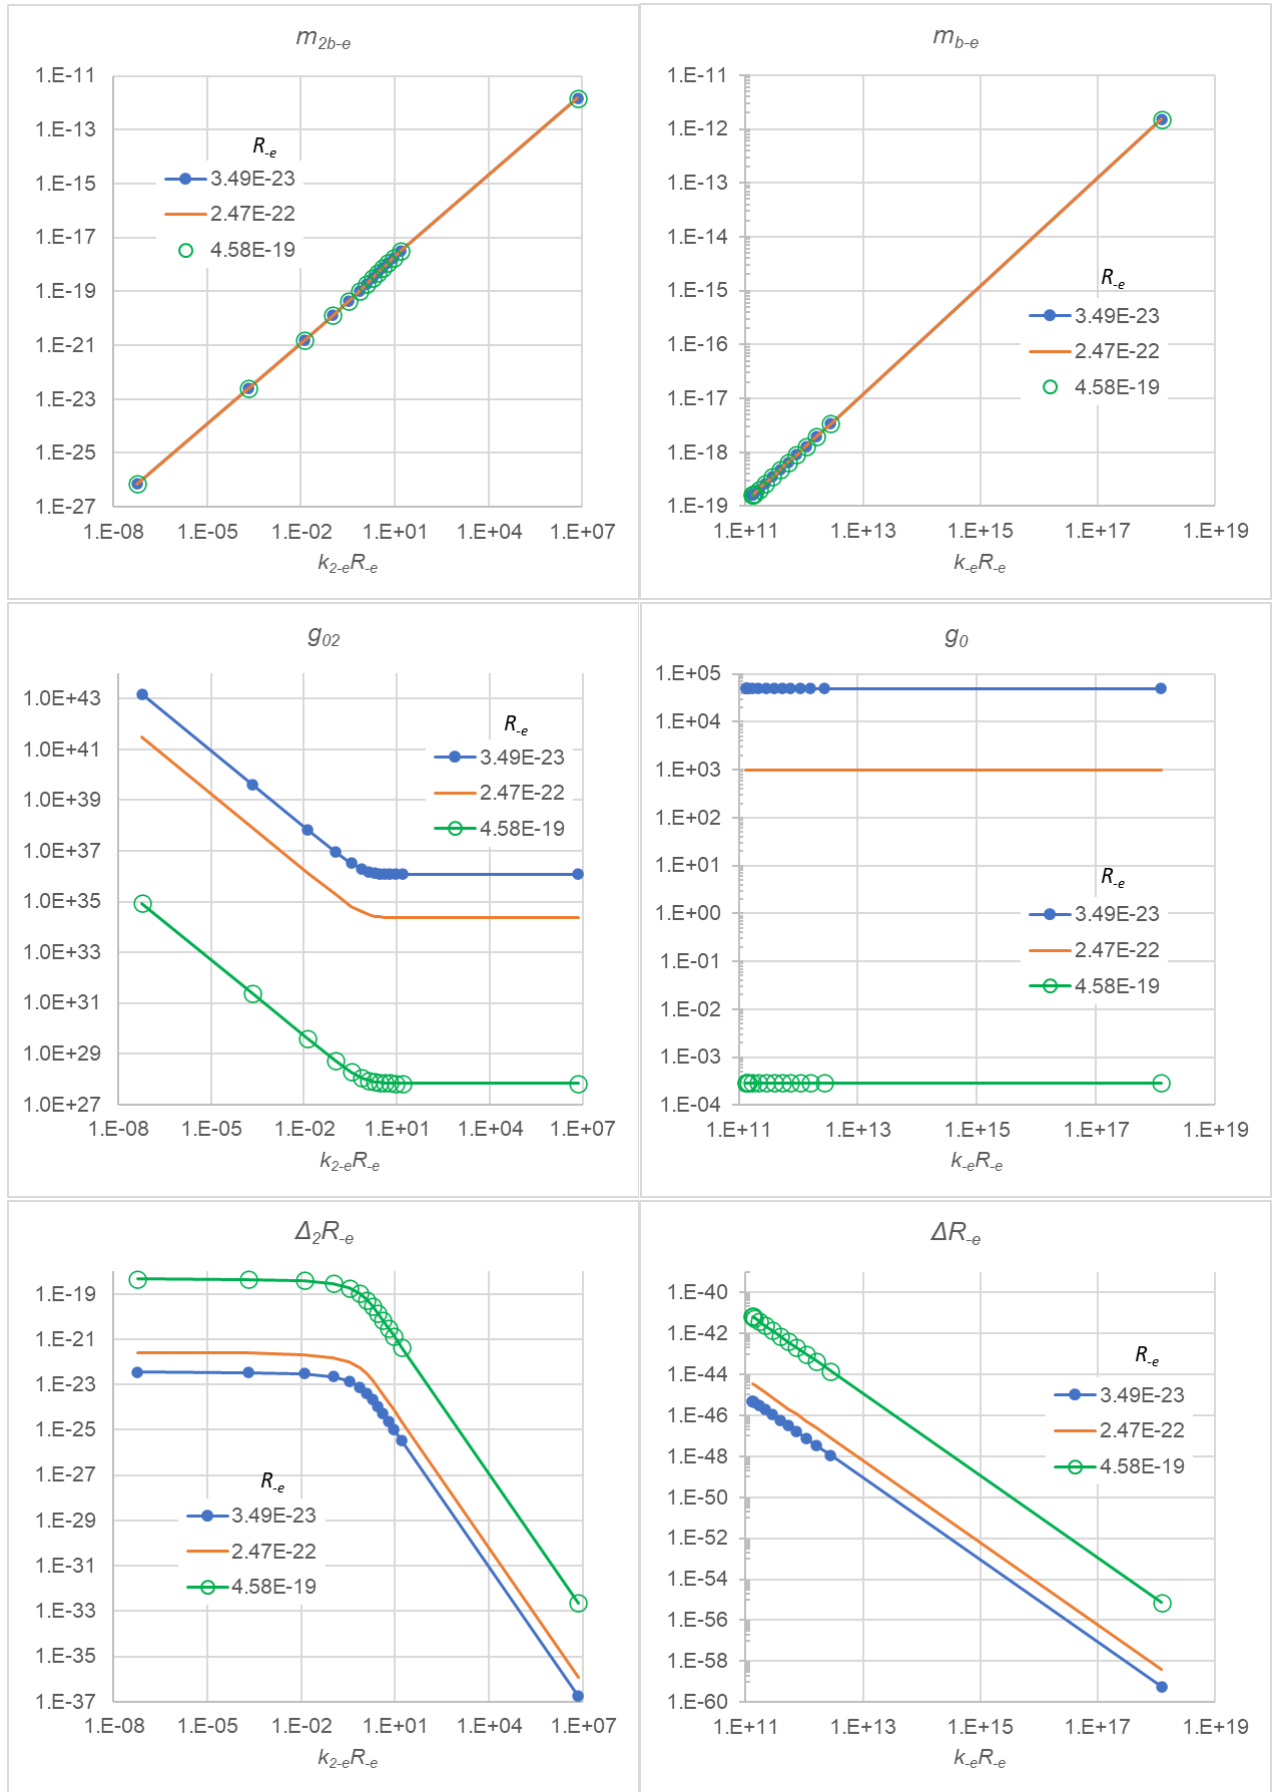 m2b-e
1.E-11
1.E-13
1.E-15
1.E-17
1.E-19
1.E-21
1.E-23
1.E-25
1.E-27
R-e
3.49E-23
2.47E-22
4.58E-19
1.E-08 1.E-05 1.E-02 1.E+01 1.E+04 1.E+07
k2-eR-e
mb-e
1.E-11
1.E-12
1.E-13
1.E-14
1.E-15
1.E-16
1.E-17
1.E-18
1.E-19
R-e
3.49E-23
2.47E-22
4.58E-19
1.E+11 1.E+13 1.E+15 1.E+17 1.E+19
k-eR-e
g02
1.0E+43
1.0E+41
1.0E+39
1.0E+37
1.0E+35
1.0E+33
1.0E+31
1.0E+29
1.0E+27
R-e
3.49E-23
2.47E-22
4.58E-19
1.E-08 1.E-05 1.E-02 1.E+01 1.E+04 1.E+07
k2-eR-e
g0
1.E+05
1.E+04
1.E+03
1.E+02
1.E+01
1.E+00
1.E-01
1.E-02
1.E-03
1.E-04
R-e
3.49E-23
2.47E-22
4.58E-19
1.E+11 1.E+13 1.E+15 1.E+17 1.E+19
k-eR-e
Δ2R-e
1.E-19
1.E-21
1.E-23
1.E-25
1.E-27
1.E-29
1.E-31
1.E-33
1.E-35
1.E-37
R-e
3.49E-23
2.47E-22
4.58E-19
1.E-08 1.E-05 1.E-02 1.E+01 1.E+04 1.E+07
k2-eR-e
ΔR-e
1.E-40
1.E-42
1.E-44
1.E-46
1.E-48
1.E-50
1.E-52
1.E-54
1.E-56
1.E-58
1.E-60
R-e
3.49E-23
2.47E-22
4.58E-19
1.E+11 1.E+13 1.E+15 1.E+17 1.E+19
k-eR-e